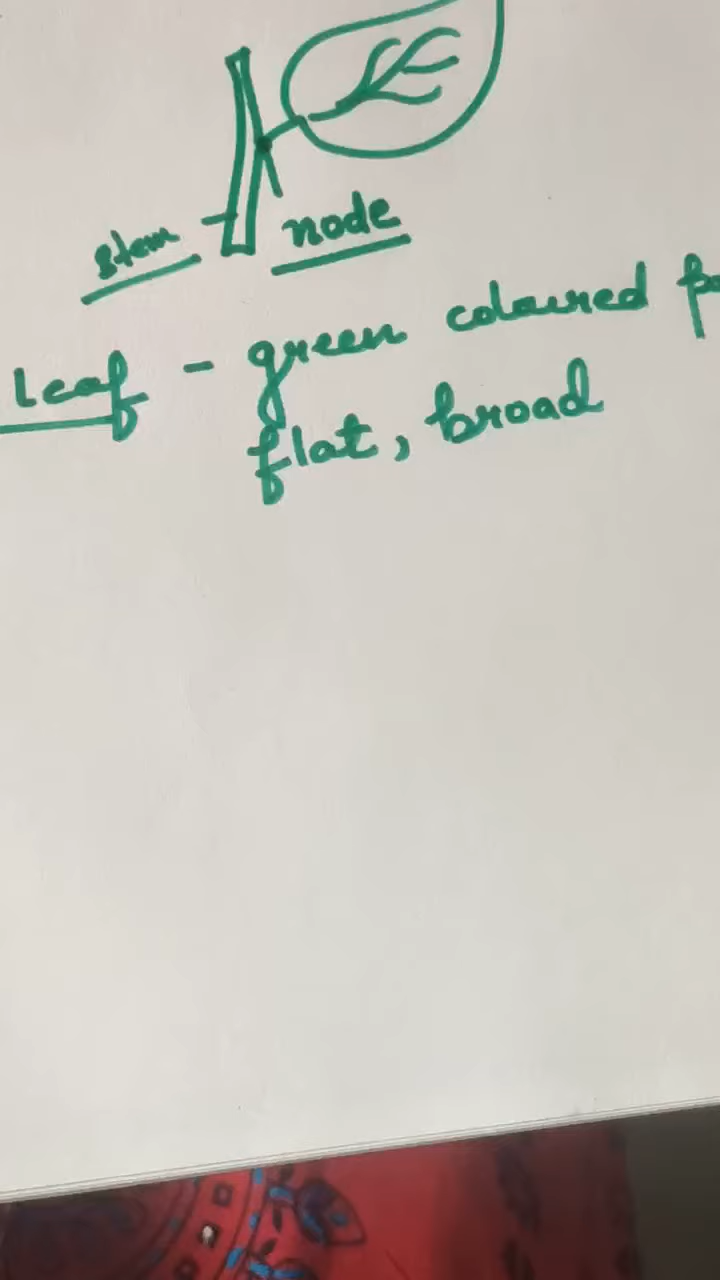 stem
node
leaf - green coloured
flat, broad